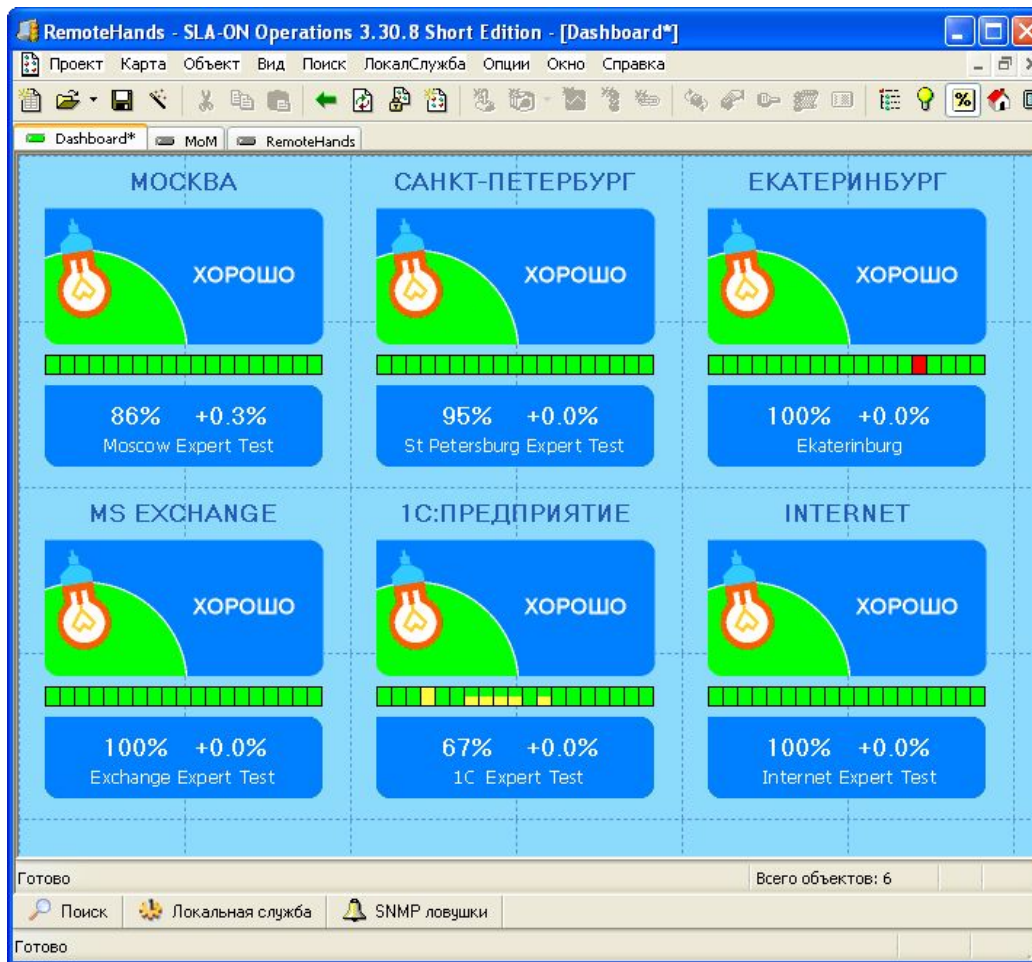 RemoteHands - SLA-ON Operations 3.30.8 Short Edition - [Dashboard*]
Проект Карта Объект Вид Поиск ЛокалСлужба Опции Окно Справка
%
Dashboard* MoM RemoteHands
МОСКВА САНКТ-ПЕТЕРБУРГ ЕКАТЕРИНБУРГ
ХОРОШО ХОРОШО ХОРОШО
86% +0.3% 95% +0.0% 100% +0.0%
Moscow Expert Test St Petersburg Expert Test Ekaterinburg
MS EXCHANGE 1С:ПРЕДПРИЯТИЕ INTERNET
ХОРОШО ХОРОШО ХОРОШО
100% +0.0% 67% +0.0% 100% +0.0%
Exchange Expert Test 1C Expert Test Internet Expert Test
Готово Всего объектов: 6
Поиск Локальная служба SNMP ловушки
Готово